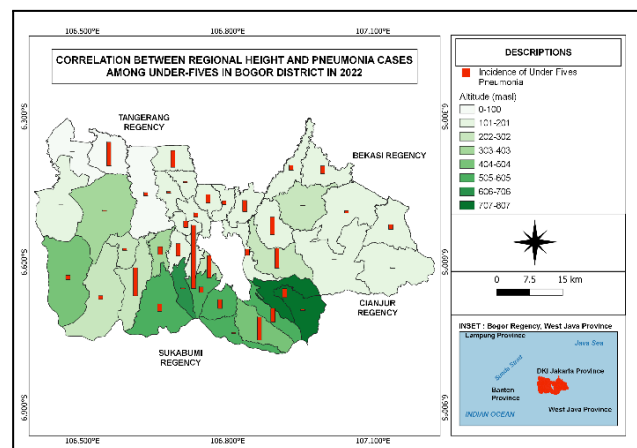 106.500°E 106.800°E 107.100°E
CORRELATION BETWEEN REGIONAL HEIGHT AND PNEUMONIA CASES
AMONG UNDER-FIVES IN BOGOR DISTRICT IN 2022
6.300°S 6.300°S
TANGERANG
REGENCY
BEKASI REGENCY
6.600°S 6.600°S
CIANJUR
REGENCY
SUKABUMI
REGENCY
6.900°S 6.900°S
106.500°E 106.800°E 107.100°E
DESCRIPTIONS
Incidence of Under Fives
Pneumonia
Altitude (masl)
0-100
101-201
202-302
303-403
404-504
505-605
606-706
707-807
0 7.5 15 km
INSET : Bogor Regency, West Java Province
Lampung Province
Java Sea
Sunda Strait
DKI Jakarta Province
Banten
Province
West Java Province
INDIAN OCEAN